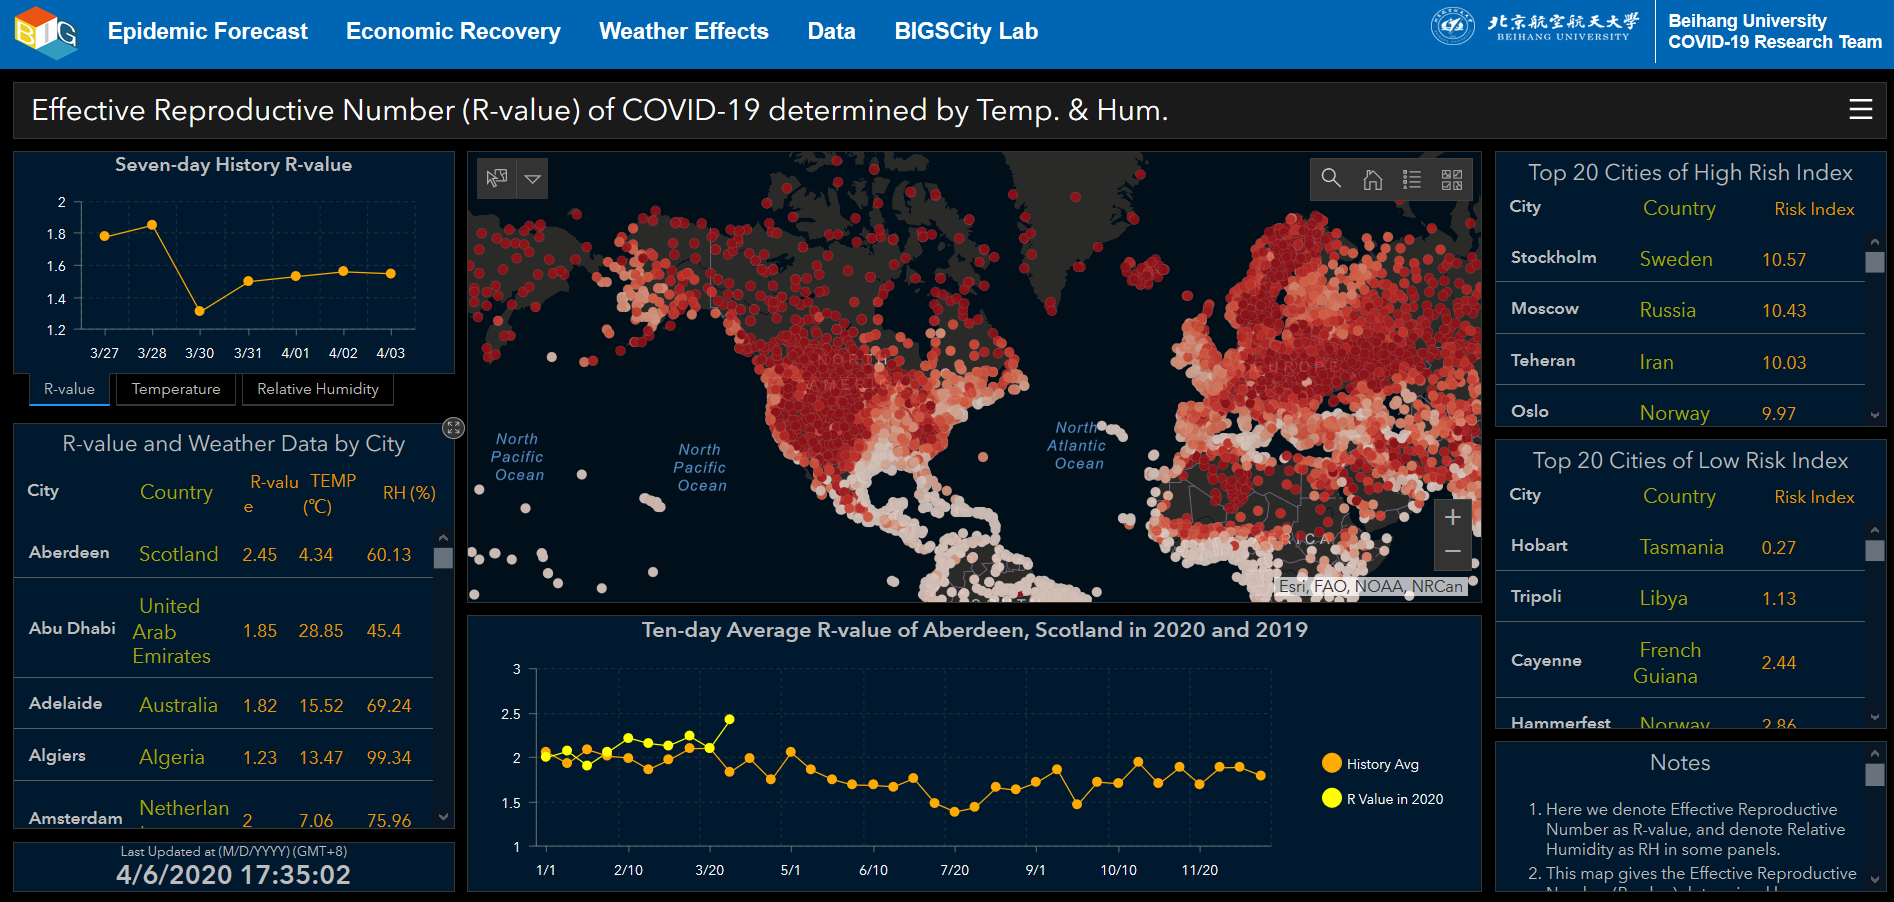 BIG
Epidemic Forecast
Economic Recovery
Weather Effects
Data
BIGSCity Lab
北京航空航天大学
BEIHANG UNIVERSITY
Beihang University
COVID-19 Research Team
Effective Reproductive Number (R-value) of COVID-19 determined by Temp. & Hum.
Seven-day History R-value
2
1.8
1.6
1.4
1.2
3/27 3/28 3/30 3/31 4/01 4/02 4/03
R-value Temperature Relative Humidity
R-value and Weather Data by City
City Country R-valu TEMP RH (%)
e (℃)
Aberdeen Scotland 2.45 4.34 60.13
United
Abu Dhabi Arab 1.85 28.85 45.4
Emirates
Adelaide Australia 1.82 15.52 69.24
Algiers Algeria 1.23 13.47 99.34
Amsterdam Netherlan 2 7.06 75.96
Last Updated at (M/D/YYYY) (GMT+8)
4/6/2020 17:35:02
NORTH
AMERICA
EUROPE
AFRICA
North
Pacific
Ocean
North
Pacific
Ocean
North
Atlantic
Ocean
+
−
Esri, FAO, NOAA, NRCan
Ten-day Average R-value of Aberdeen, Scotland in 2020 and 2019
3
2.5
2
1.5
1
1/1 2/10 3/20 5/1 6/10 7/20 9/1 10/10 11/20
History Avg
R Value in 2020
Top 20 Cities of High Rish Index
City Country Risk Index
Stockholm Sweden 10.57
Moscow Russia 10.43
Teheran Iran 10.03
Oslo Norway 9.97
Top 20 Cities of Low Risk Index
City Country Risk Index
Hobart Tasmania 0.27
Tripoli Libya 1.13
Cayenne French 2.44
Guiana
Hammerfest Norway 2.86
Notes
1. Here we denote Effective Reproductive
Number as R-value, and denote Relative
Humidity as RH in some panels.
2. This map gives the Effective Reproductive